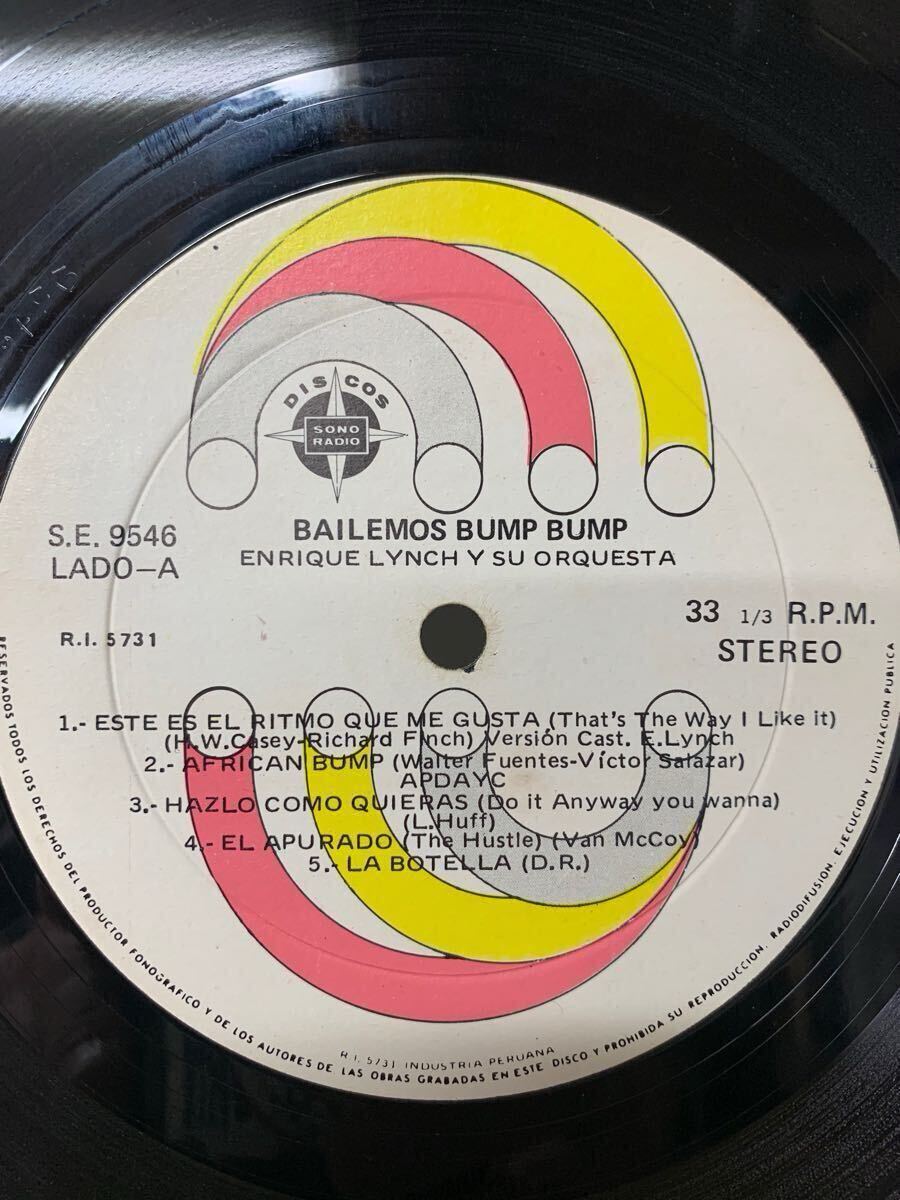 DISCOS
SONO
RADIO
S.E. 9546
LADO-A
BAILEMOS BUMP BUMP
ENRIQUE LYNCH Y SU ORQUESTA
R.I. 5731
33 1/3 R.P.M.
STEREO
1.- ESTE ES EL RITMO QUE ME GUSTA (That's The Way I Like it)
(H.W.Casey-Richard Finch) Versión Cast. E.Lynch
2.- AFRICAN BUMP (Walter Fuentes-Víctor Salazar)
APDAYC
3.- HAZLO COMO QUIERAS (Do it Anyway you wanna)
(L.Huff)
4.- EL APURADO (The Hustle) (Van McCoy)
5.- LA BOTELLA (D.R.)
R.I. 5731 INDUSTRIA PERUANA
RESERVADOS TODOS LOS DERECHOS DEL PRODUCTOR FONOGRAFICO Y DE LOS AUTORES DE LAS OBRAS GRABADAS EN ESTE DISCO Y PROHIBIDA SU REPRODUCCION, RADIODIFUSION, EJECUCION Y UTILIZACION PUBLICA